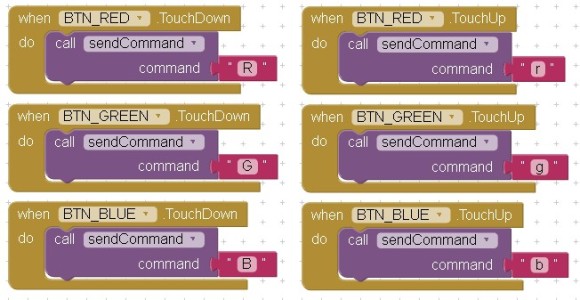 when BTN_RED .TouchDown
do call sendCommand
command "R"
when BTN_RED .TouchUp
do call sendCommand
command "r"
when BTN_GREEN .TouchDown
do call sendCommand
command "G"
when BTN_GREEN .TouchUp
do call sendCommand
command "g"
when BTN_BLUE .TouchDown
do call sendCommand
command "B"
when BTN_BLUE .TouchUp
do call sendCommand
command "b"